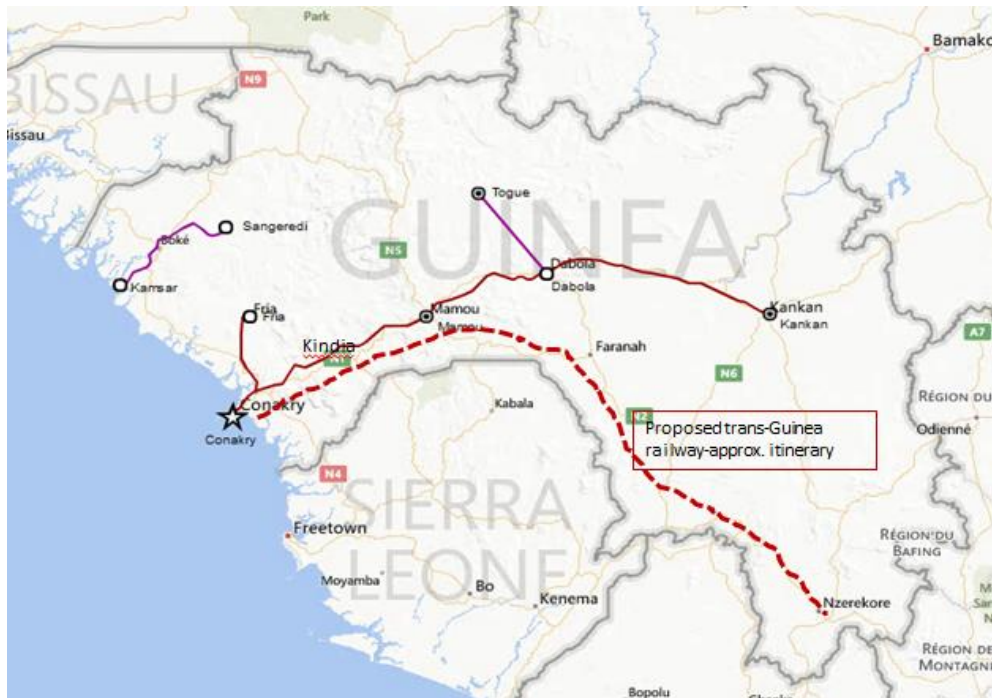 Park
Bamako
N9
BISSAU
Bissau
Togue
Sangeredi
Boké
GUINEA
N5
Dabola
Dabola
Kamsar
Fria
Fria
Mamou
Mamou
Kankan
Kankan
Kindia
N1
Faranah
A7
N6
RÉGION DU
Conakry
Conakry
Kabala
N2
Odienné
Proposed trans-Guinea
railway-approx. itinerary
N4
SIERRA
LEONE
Freetown
RÉGION DU
BAFING
Moyamba
Bo
Kenema
Nzerekore
RÉGION DE
MONTAGNE
Bopolu